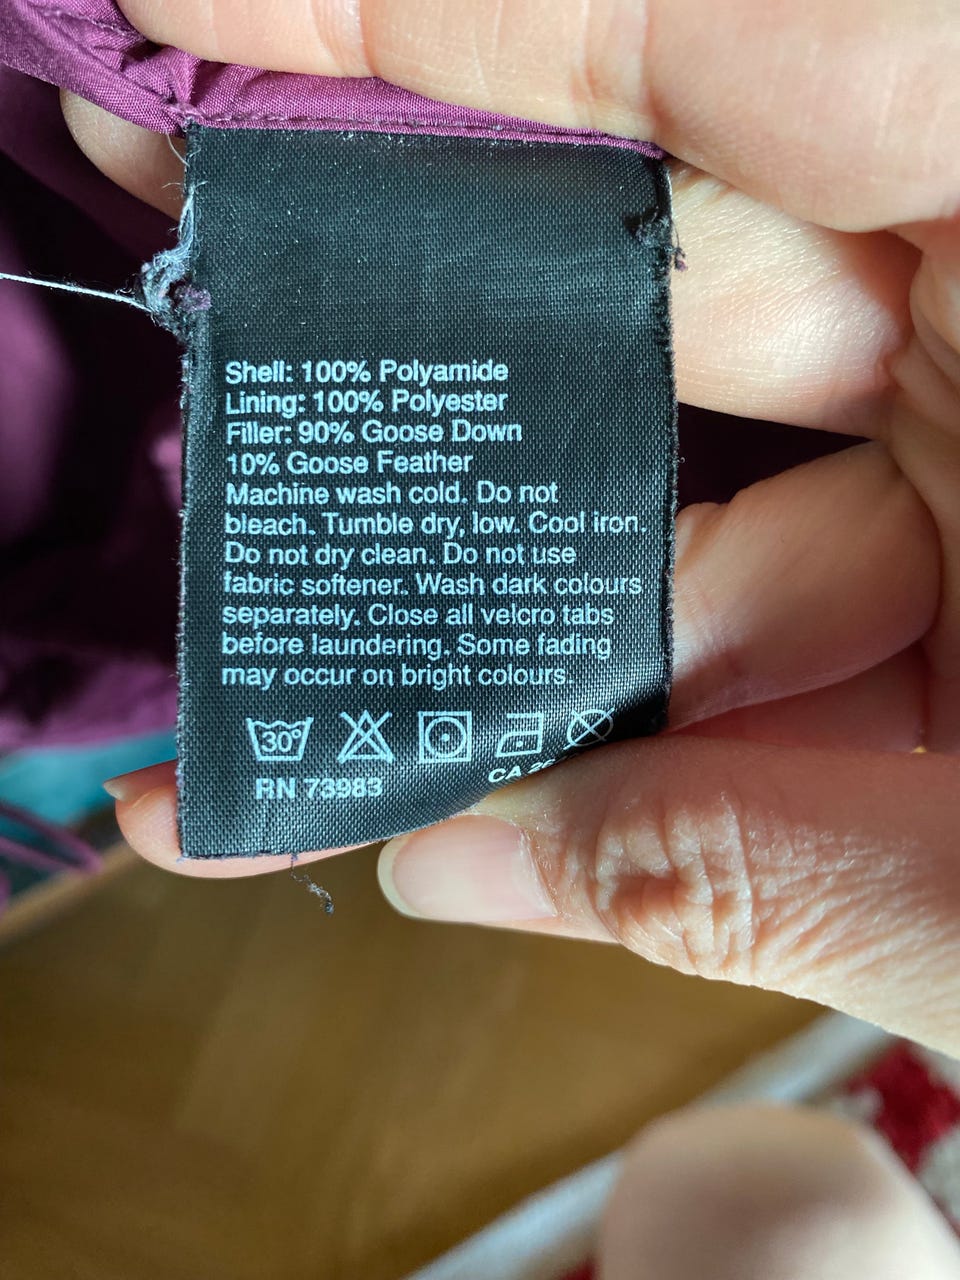 Shell: 100% Polyamide
Lining: 100% Polyester
Filler: 90% Goose Down
10% Goose Feather
Machine wash cold. Do not
bleach. Tumble dry, low. Cool iron.
Do not dry clean. Do not use
fabric softener. Wash dark colours
separately. Close all velcro tabs
before laundering. Some fading
may occur on bright colours.
30°
RN 73983
CA